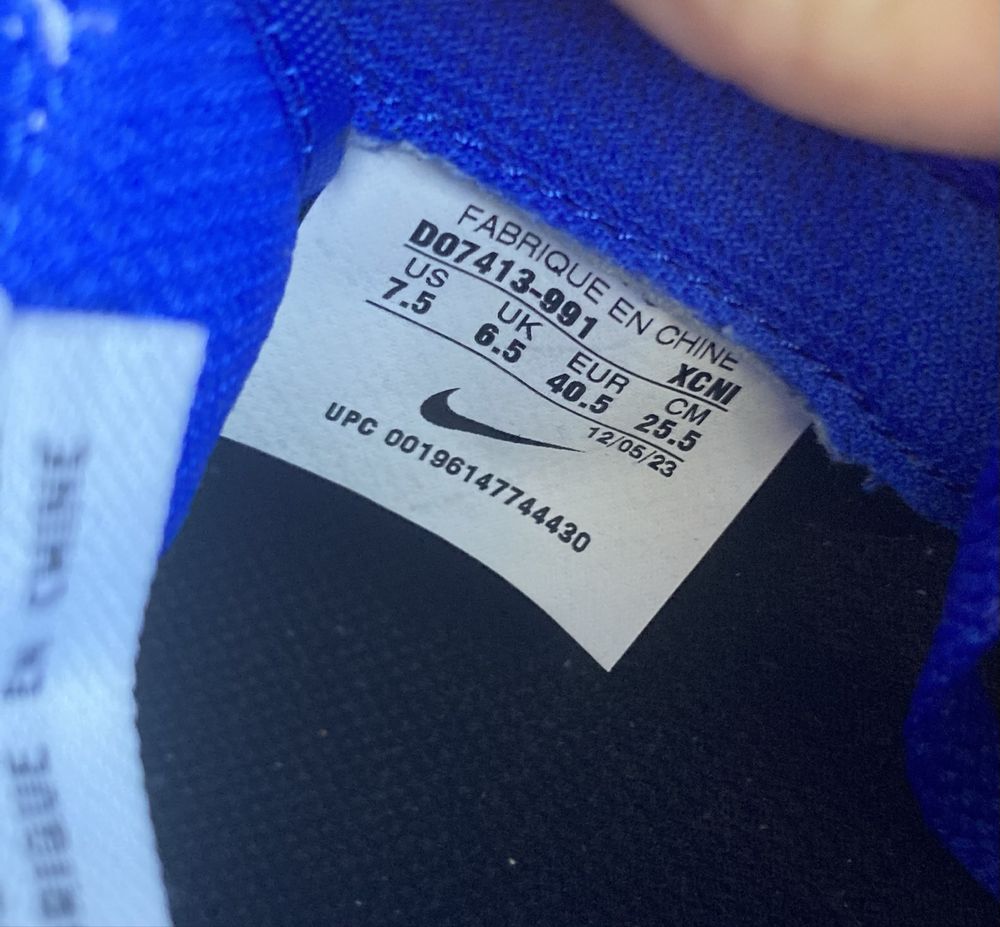 FABRIQUE EN CHINE
DO7413-991 XCNI
US UK EUR CM
7.5 6.5 40.5 25.5
12/05/23
UPC 00196147744430
CHINE